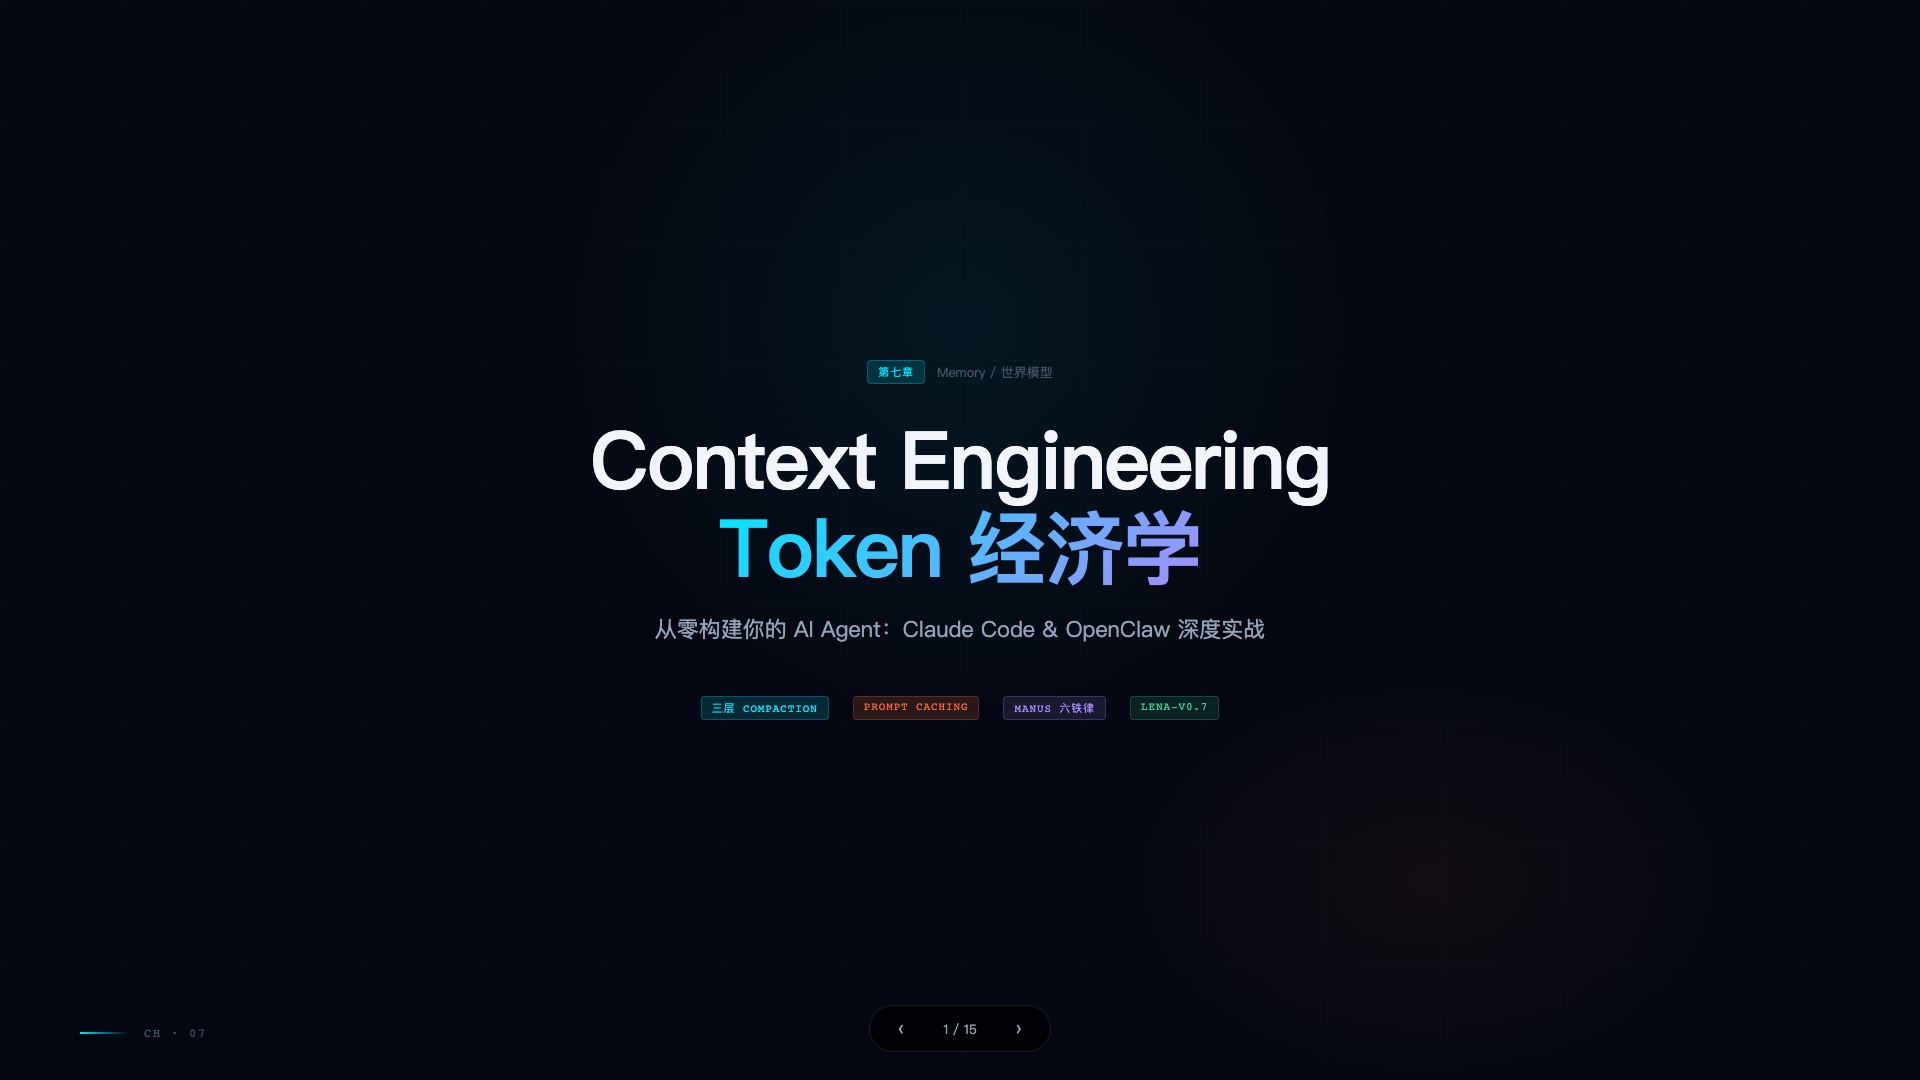 第七章 Memory / 世界模型
Context Engineering
Token 经济学
从零构建你的 AI Agent：Claude Code & OpenClaw 深度实战
三层 COMPACTION PROMPT CACHING MANUS 六铁律 LENA-V0.7
CH · 07
‹ 1 / 15 ›